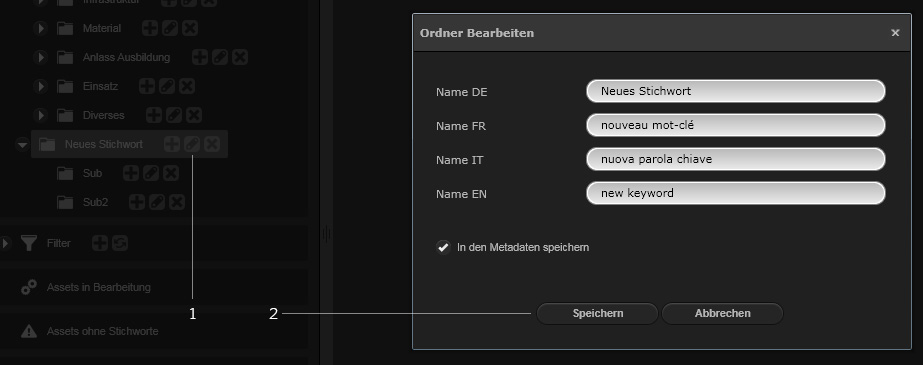 Infrastruktur
Material
Anlass Ausbildung
Einsatz
Diverses
Neues Stichwort
Sub
Sub2
Filter
Assets in Bearbeitung
Assets ohne Stichworte
1
2
Ordner Bearbeiten
Name DE Neues Stichwort
Name FR nouveau mot-clé
Name IT nuova parola chiave
Name EN new keyword
In den Metadaten speichern
Speichern Abbrechen